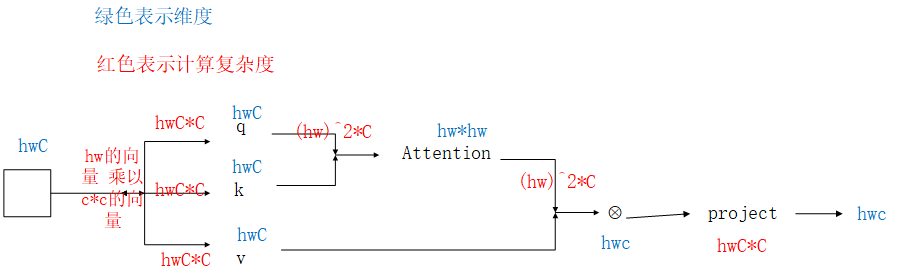 绿色表示维度
红色表示计算复杂度
hwC
hw的向
量 乘以
c*c的向
量
hwC*C
hwC*C
hwC*C
hwC
q
hwC
k
hwC
v
(hw)^2*C
hw*hw
Attention
(hw)^2*C
⊗
hwc
project
hwC*C
hwc